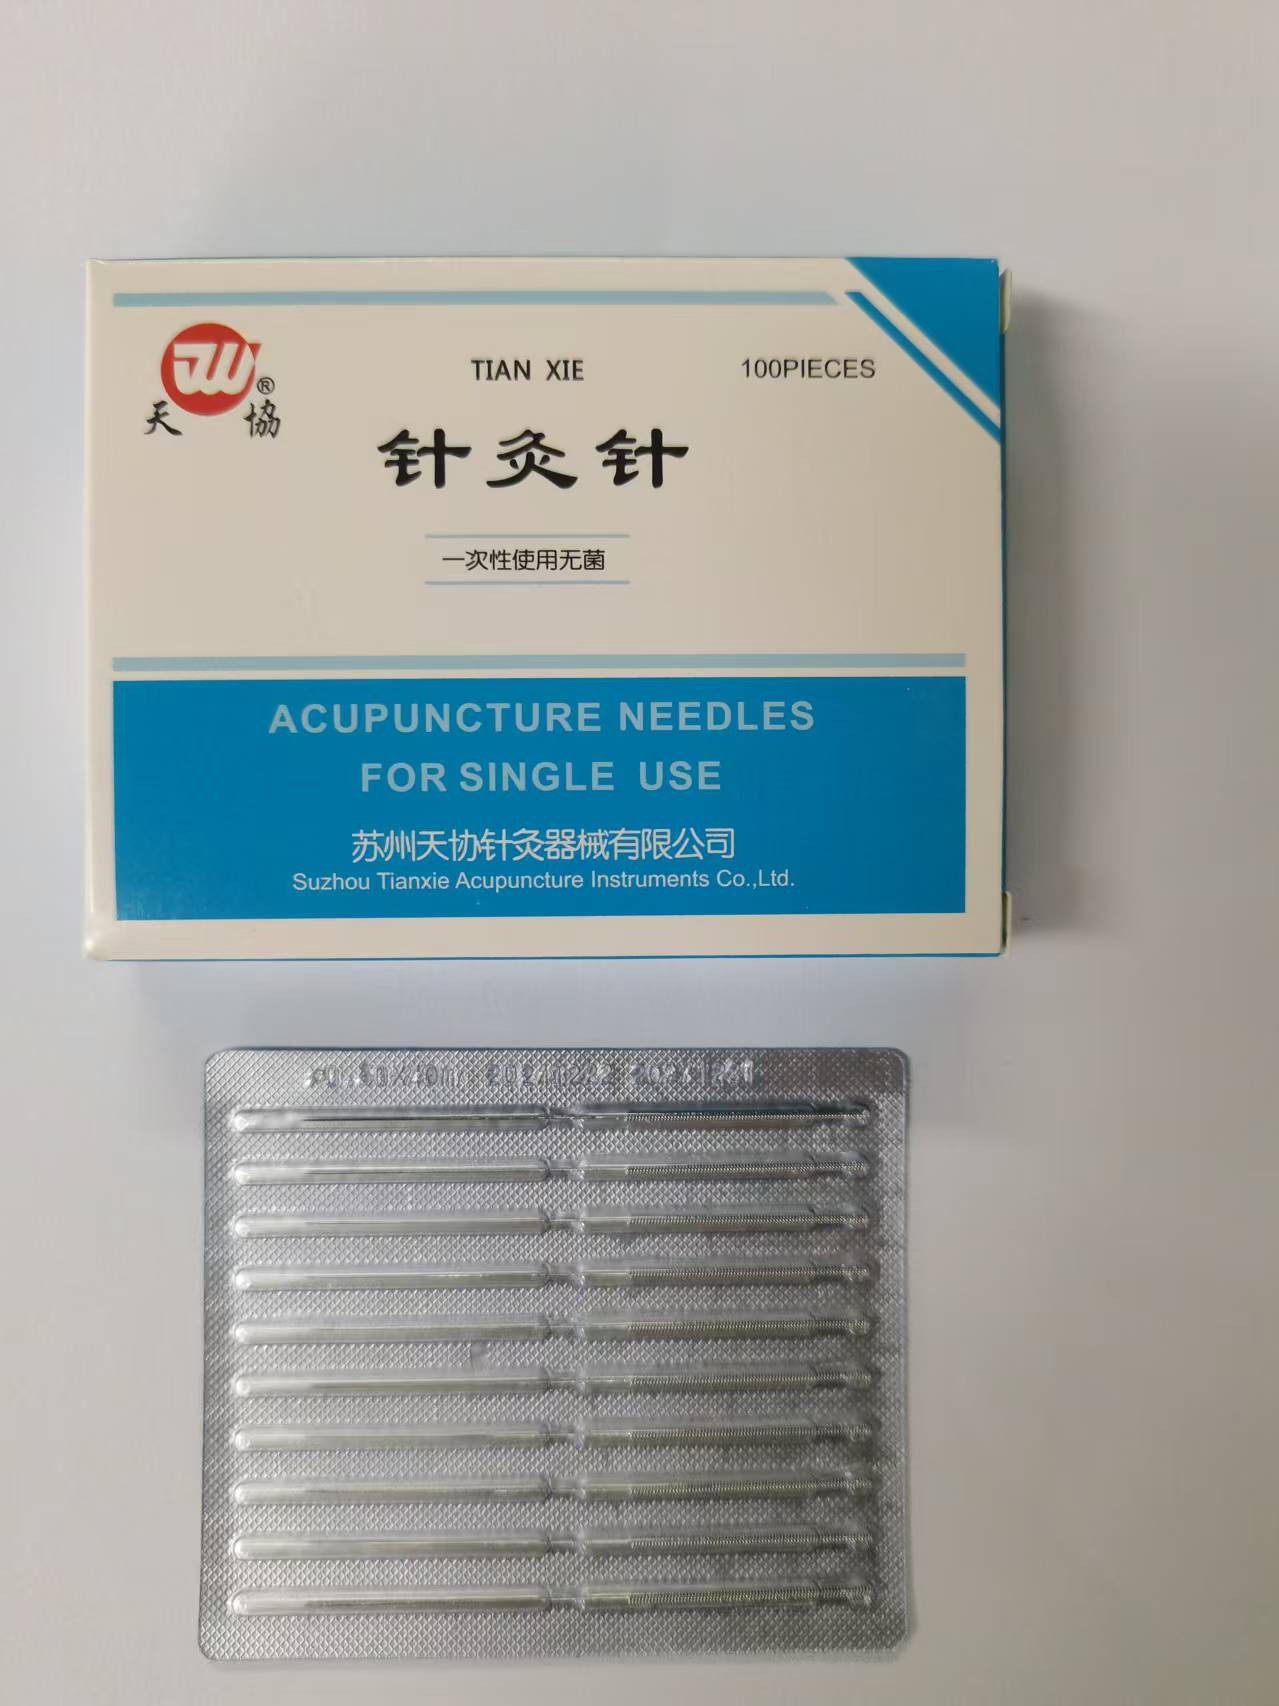 TIAN XIE
100PIECES
®
天 協
针灸针
一次性使用无菌
ACUPUNCTURE NEEDLES
FOR SINGLE USE
苏州天协针灸器械有限公司
Suzhou Tianxie Acupuncture Instruments Co.,Ltd.